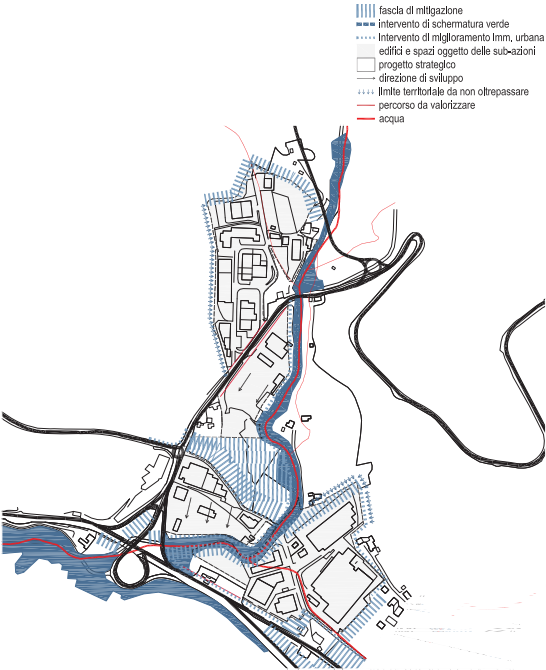 fascia di mitigazione
intervento di schermatura verde
intervento di miglioramento imm. urbana
edifici e spazi oggetto delle sub-azioni
progetto strategico
direzione di sviluppo
limite territoriale da non oltrepassare
percorso da valorizzare
acqua